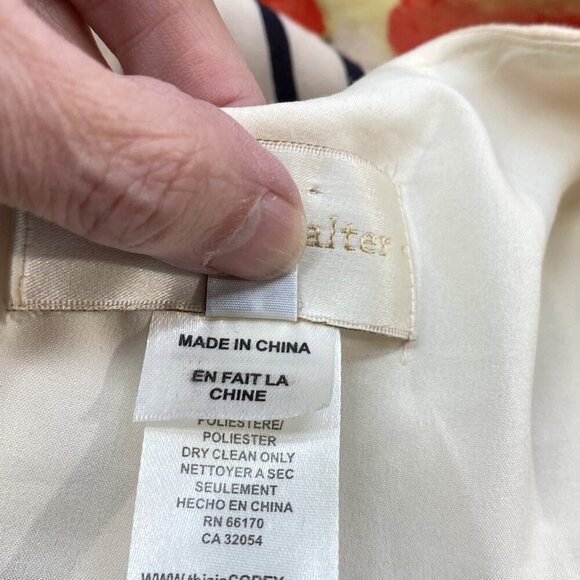 alter
MADE IN CHINA
EN FAIT LA
CHINE
POLIESTERE/
POLIESTER
DRY CLEAN ONLY
NETTOYER A SEC
SEULEMENT
HECHO EN CHINA
RN 66170
CA 32054